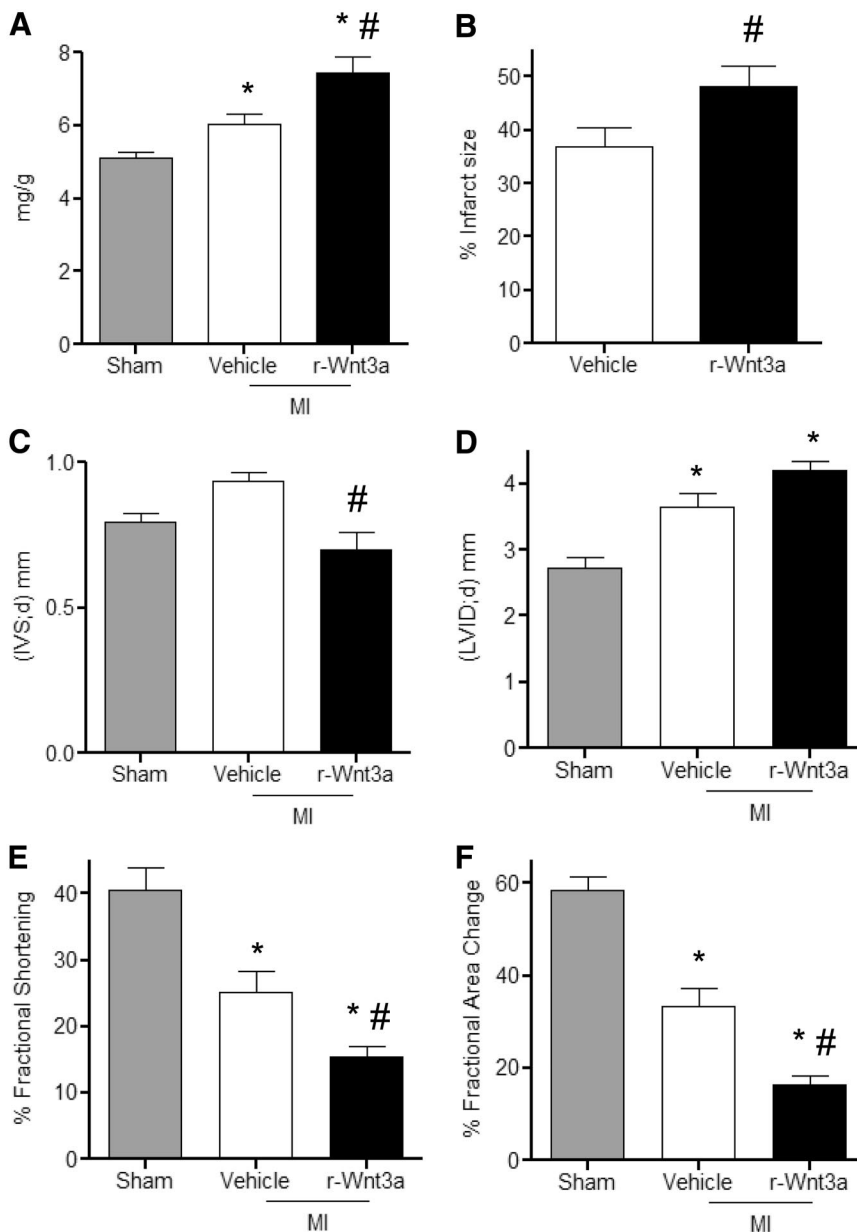 A
mg/g
8
6
4
2
0
*
* #
Sham Vehicle r-Wnt3a
MI
B
% Infarct size
50
40
30
20
10
0
#
Vehicle r-Wnt3a
C
(IVS;d) mm
1.0
0.5
0.0
#
Sham Vehicle r-Wnt3a
MI
D
(LVID;d) mm
4
3
2
1
0
*
*
Sham Vehicle r-Wnt3a
MI
E
% Fractional Shortening
40
30
20
10
0
*
* #
Sham Vehicle r-Wnt3a
MI
F
% Fractional Area Change
60
40
20
0
*
* #
Sham Vehicle r-Wnt3a
MI